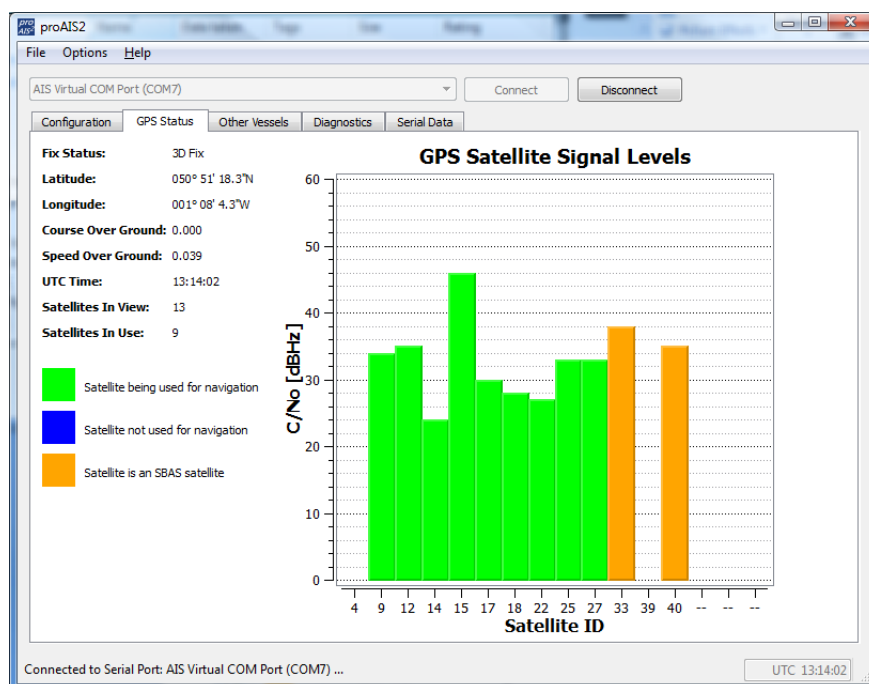 proAIS2
File Options Help
AIS Virtual COM Port (COM7)
Connect
Disconnect
Configuration
GPS Status
Other Vessels
Diagnostics
Serial Data
Fix Status: 3D Fix
Latitude: 050° 51' 18.3"N
Longitude: 001° 08' 4.3"W
Course Over Ground: 0.000
Speed Over Ground: 0.039
UTC Time: 13:14:02
Satellites In View: 13
Satellites In Use: 9
Satellite being used for navigation
Satellite not used for navigation
Satellite is an SBAS satellite
GPS Satellite Signal Levels
C/No [dBHz]
60
50
40
30
20
10
0
4 9 12 14 15 17 18 22 25 27 33 39 40 -- -- --
Satellite ID
Connected to Serial Port: AIS Virtual COM Port (COM7) ...
UTC 13:14:02